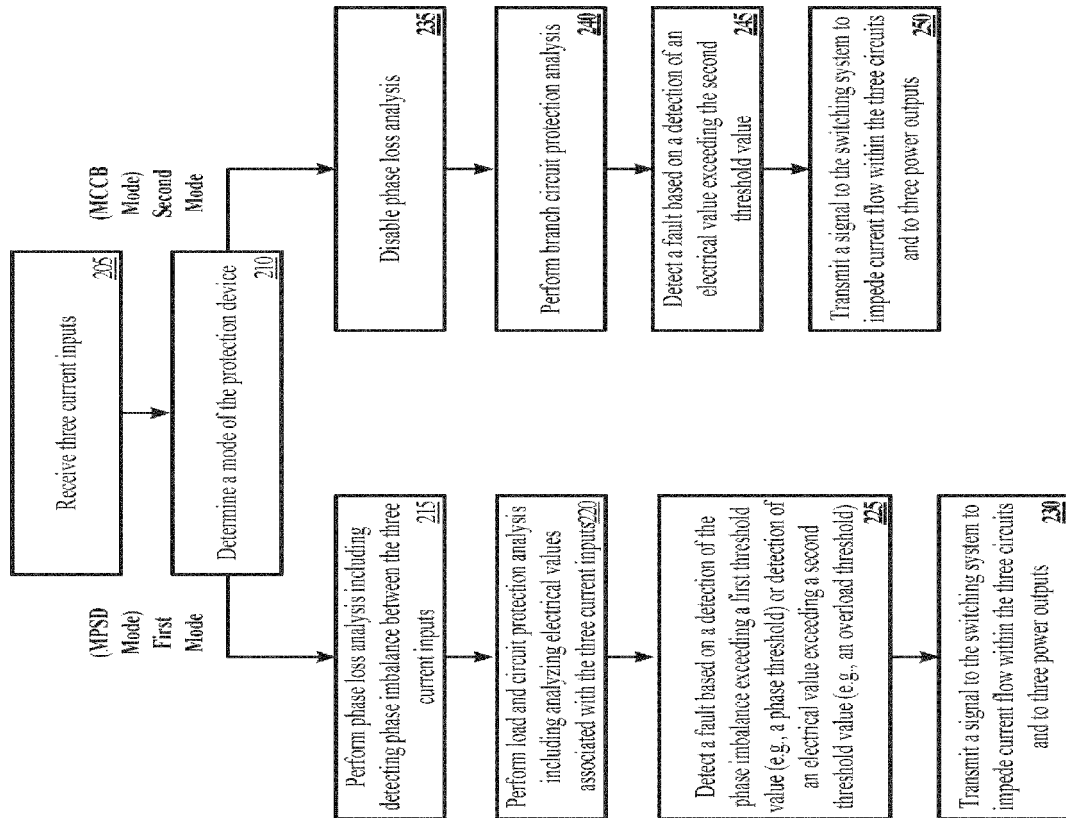 Receive three current inputs
205
Determine a mode of the protection device
210
(MPSD
Mode)
First
Mode
(MCCB
Mode)
Second
Mode
Perform phase loss analysis including
detecting phase imbalance between the three
current inputs
215
Perform load and circuit protection analysis
including analyzing electrical values
associated with the three current inputs
220
Detect a fault based on a detection of the
phase imbalance exceeding a first threshold
value (e.g., a phase threshold) or detection of
an electrical value exceeding a second
threshold value (e.g., an overload threshold)
225
Transmit a signal to the switching system to
impede current flow within the three circuits
and to three power outputs
230
Disable phase loss analysis
235
Perform branch circuit protection analysis
240
Detect a fault based on a detection of an
electrical value exceeding the second
threshold value
245
Transmit a signal to the switching system to
impede current flow within the three circuits
and to three power outputs
250